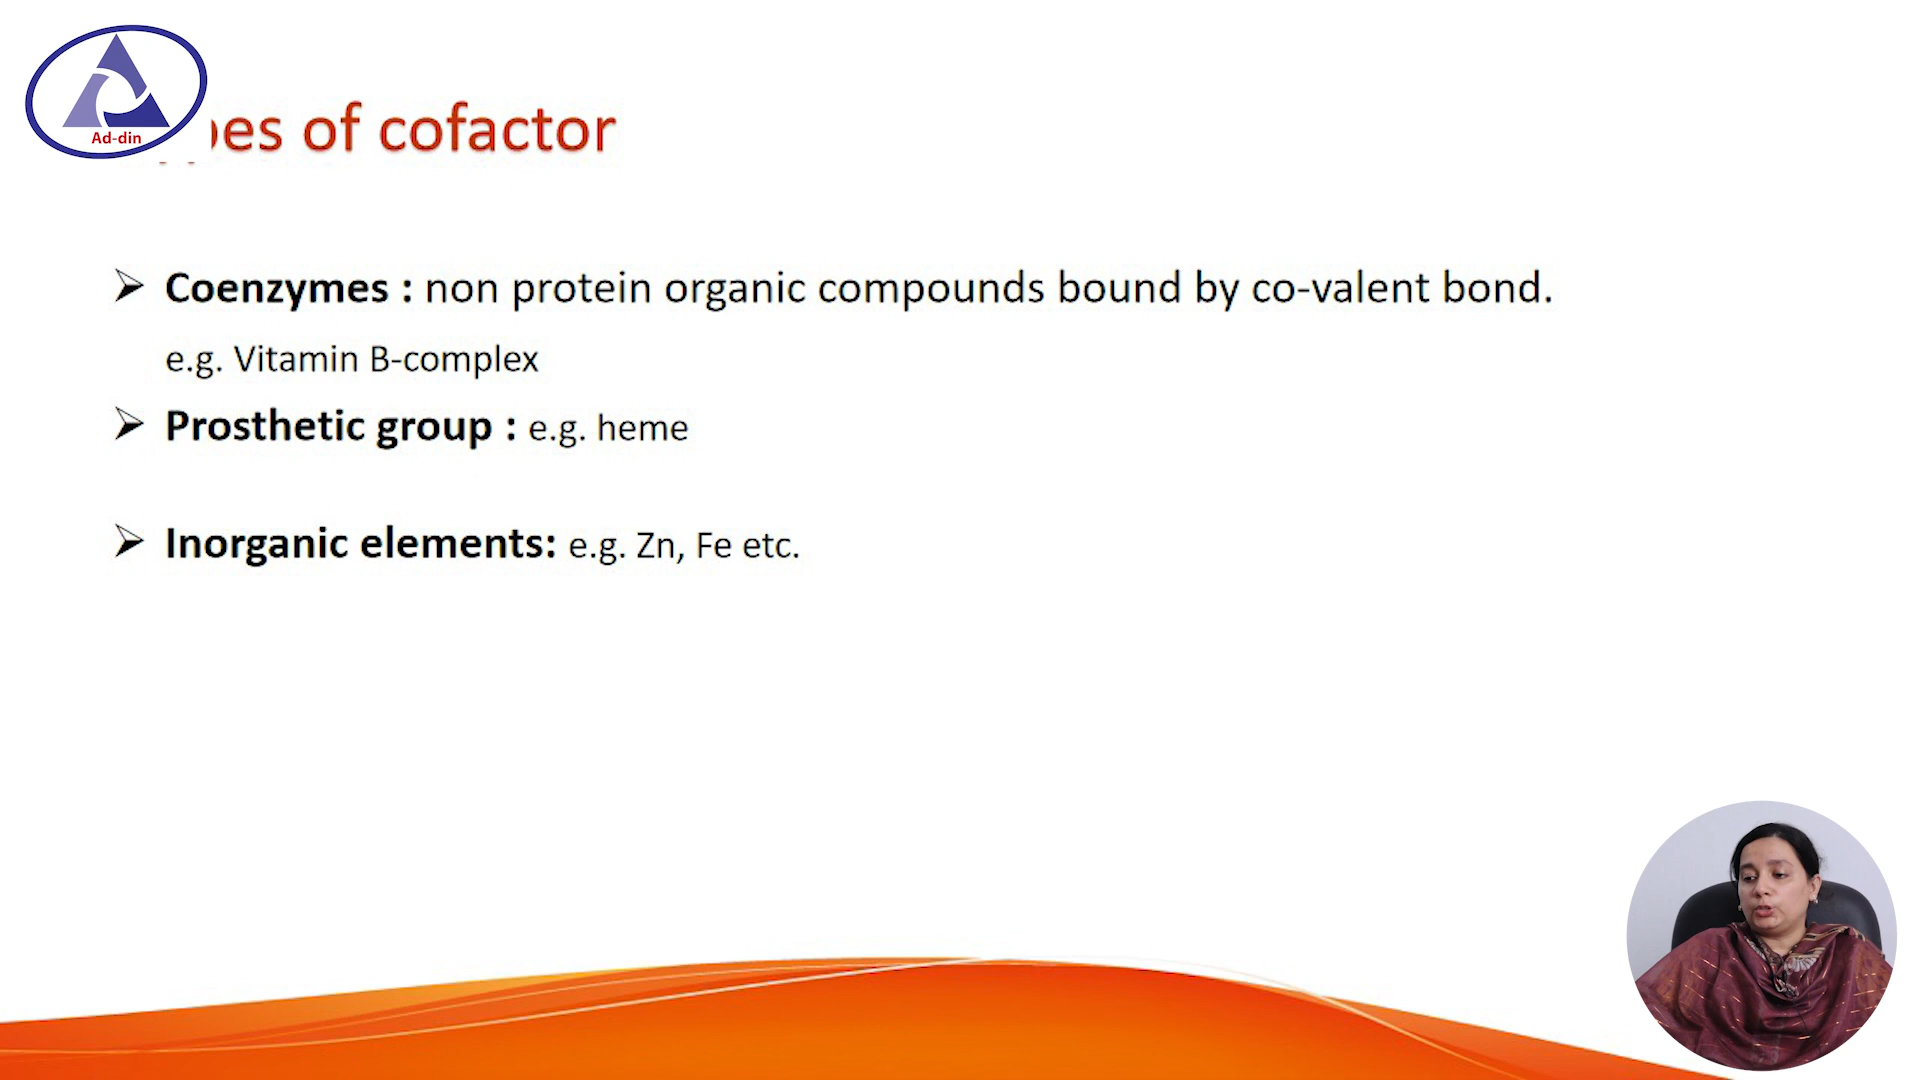 Ad-din
of cofactor
Coenzymes : non protein organic compounds bound by co-valent bond.
e.g. Vitamin B-complex
Prosthetic group : e.g. heme
Inorganic elements: e.g. Zn, Fe etc.